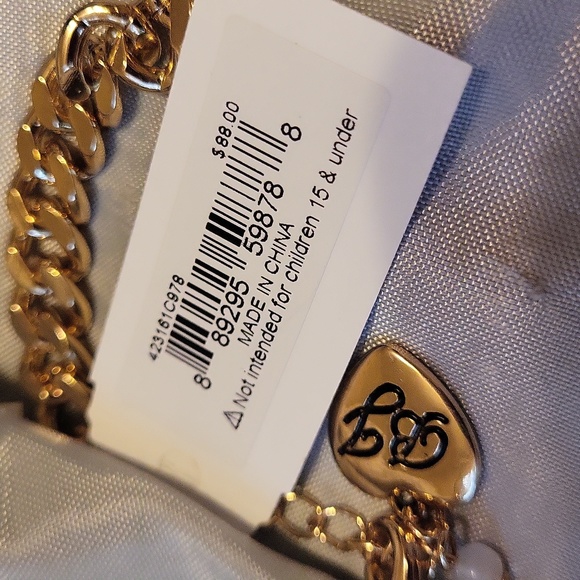 $88.00
423161C978
8 89295 59878 8
MADE IN CHINA
⚠ Not intended for children 15 & under